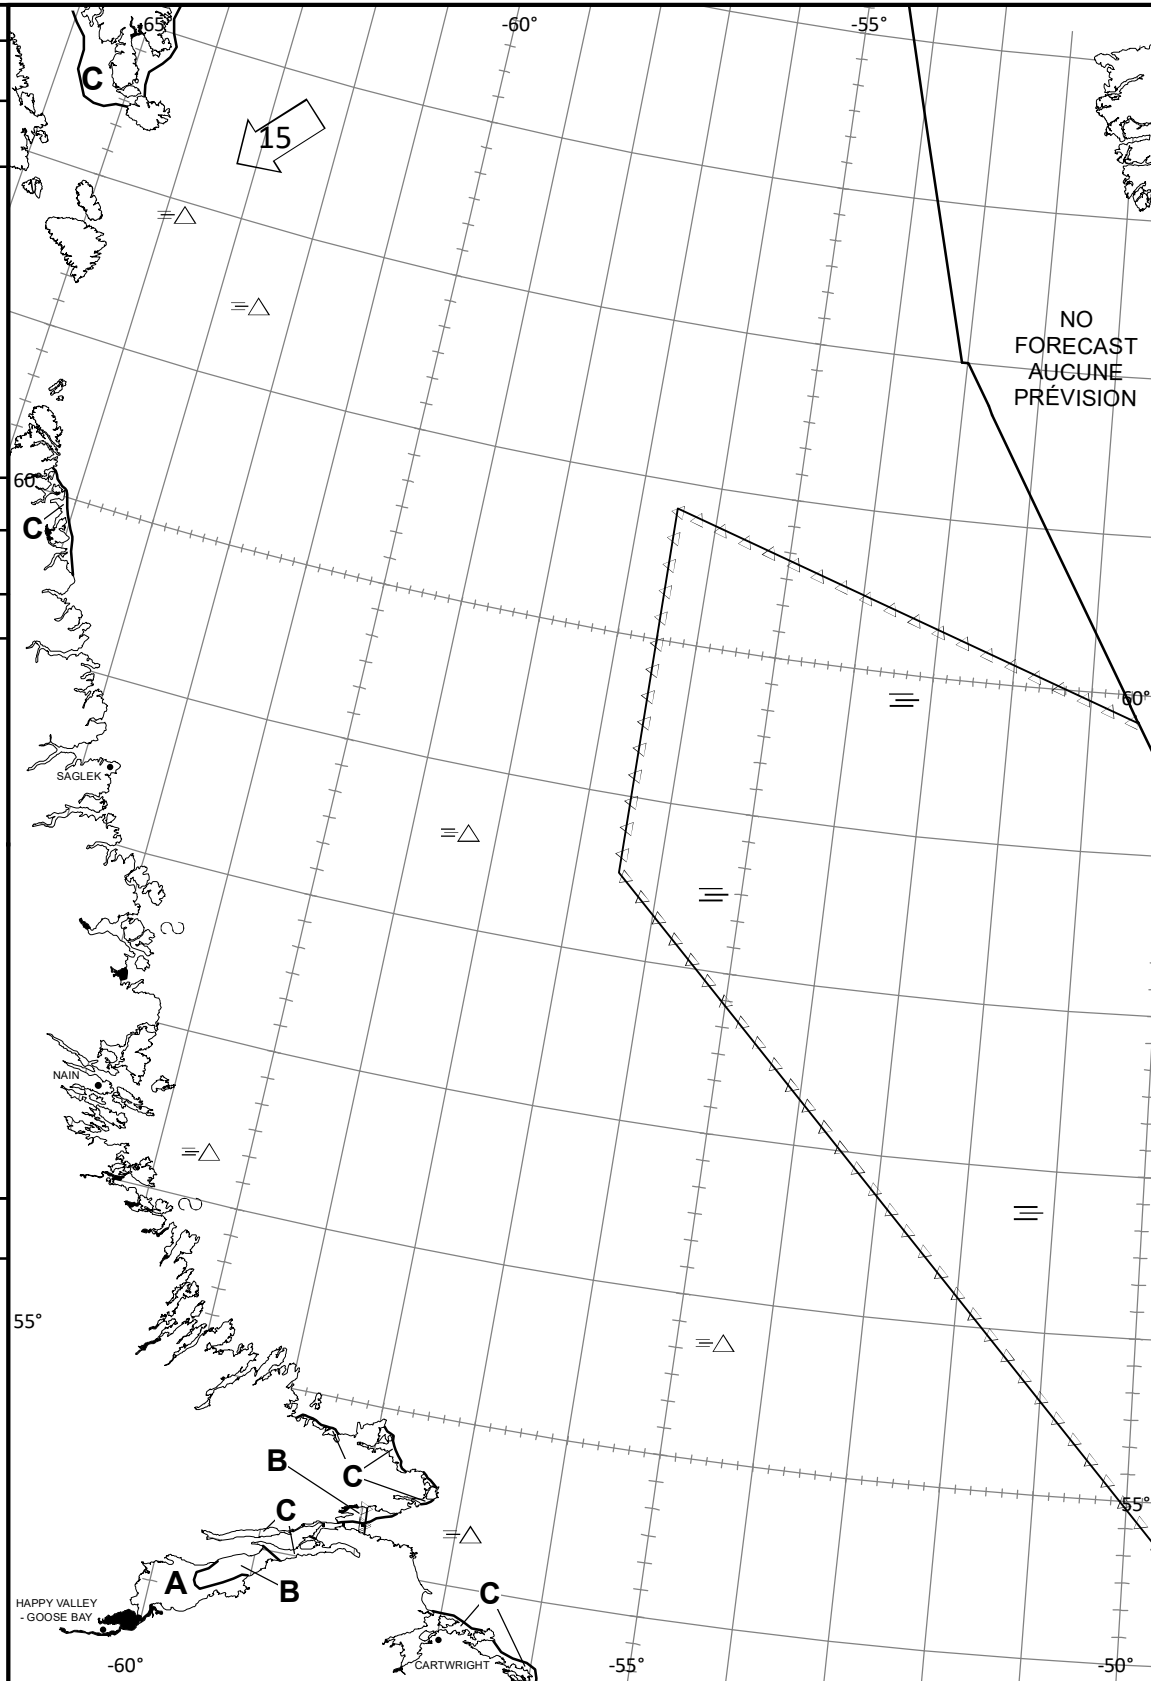 65°
-60°
-55°
C
15
NO
FORECAST
AUCUNE
PRÉVISION
60°
C
60°
SAGLEK
NAIN
55°
B
C
C
55°
A
B
C
HAPPY VALLEY
- GOOSE BAY
CARTWRIGHT
-60°
-55°
-50°